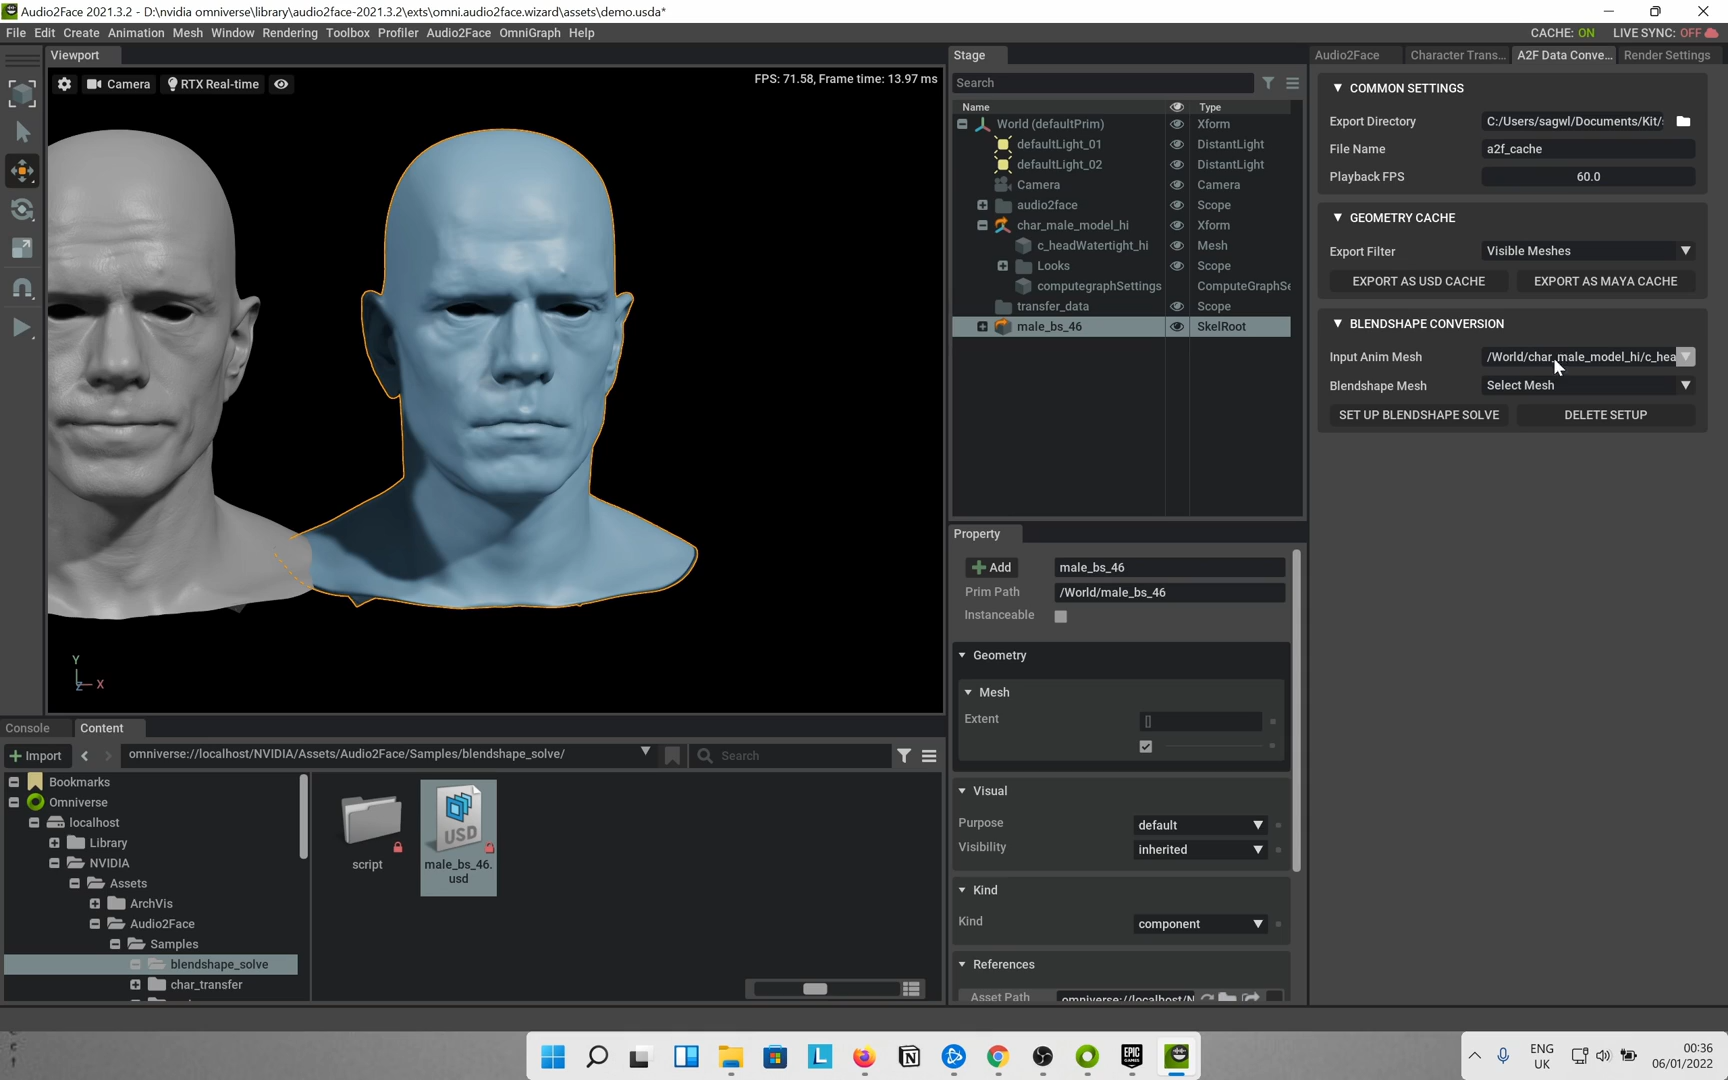 Audio2Face 2021.3.2 - D:\nvidia omniverse\library\audio2face-2021.3.2\exts\omni.audio2face.wizard\assets\demo.usda*
File Edit Create Animation Mesh Window Rendering Toolbox Profiler Audio2Face OmniGraph Help
CACHE: ON LIVE SYNC: OFF
Viewport
Camera RTX Real-time
FPS: 71.58, Frame time: 13.97 ms
Y
Z X
Stage
Search
Name Type
World (defaultPrim) Xform
defaultLight_01 DistantLight
defaultLight_02 DistantLight
Camera Camera
audio2face Scope
char_male_model_hi Xform
c_headWatertight_hi Mesh
Looks Scope
computegraphSettings ComputeGraphSe
transfer_data Scope
male_bs_46 SkelRoot
Property
Add male_bs_46
Prim Path /World/male_bs_46
Instanceable
Geometry
Mesh
Extent []
Visual
Purpose default
Visibility inherited
Kind
Kind component
References
Asset Path omniverse://localhost/N
Audio2Face Character Trans... A2F Data Conve... Render Settings
COMMON SETTINGS
Export Directory C:/Users/sagwl/Documents/Kit/
File Name a2f_cache
Playback FPS 60.0
GEOMETRY CACHE
Export Filter Visible Meshes
EXPORT AS USD CACHE EXPORT AS MAYA CACHE
BLENDSHAPE CONVERSION
Input Anim Mesh /World/char_male_model_hi/c_hea
Blendshape Mesh Select Mesh
SET UP BLENDSHAPE SOLVE DELETE SETUP
Console Content
Import omniverse://localhost/NVIDIA/Assets/Audio2Face/Samples/blendshape_solve/ Search
Bookmarks
Omniverse
localhost
Library
NVIDIA
Assets
ArchVis
Audio2Face
Samples
blendshape_solve
char_transfer
script
USD
male_bs_46.
usd
L
EPIC
GAMES
ENG
UK
00:36
06/01/2022